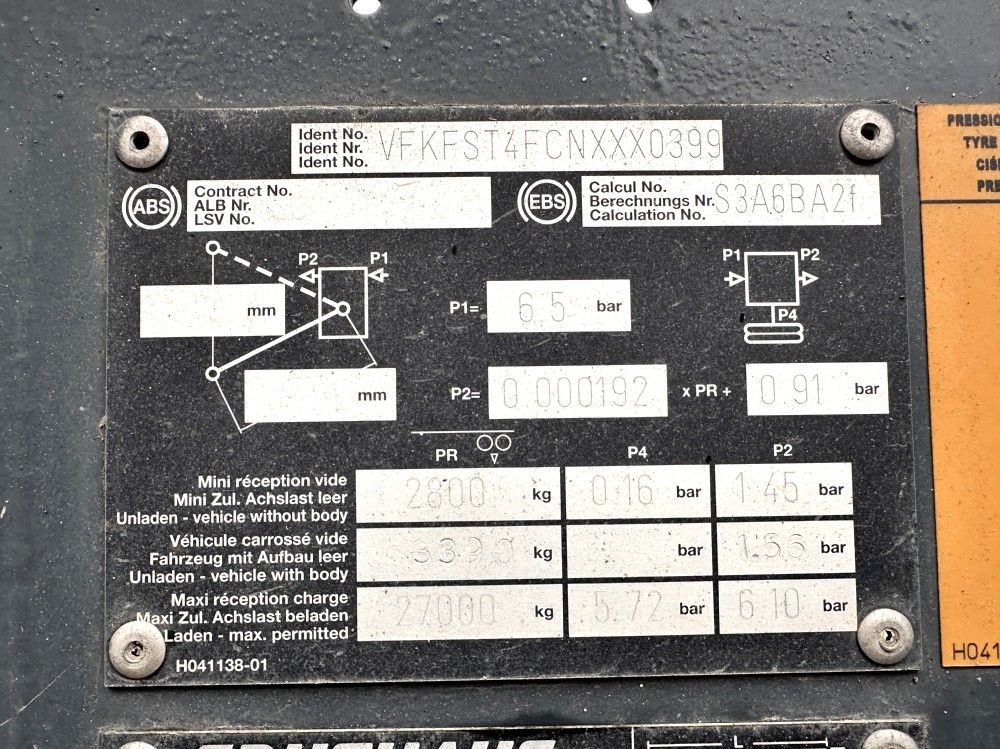 Ident No.
Ident Nr. VFKFST4FCNXXX0399
Ident No.
ABS
Contract No.
ALB Nr.
LSV No.
EBS
Calcul No.
Berechnungs Nr. S3A6BA2f
Calculation No.
P2 P1
mm
mm
P1= 6.5 bar
P1 P2
P4
P2= 0.000192 x PR + 0.91 bar
PR P4 P2
Mini réception vide
Mini Zul. Achslast leer 2800 kg 0.16 bar 1.45 bar
Unladen - vehicle without body
Véhicule carrossé vide
Fahrzeug mit Aufbau leer kg bar bar
Unladen - vehicle with body
Maxi réception charge
Maxi Zul. Achslast beladen 27000 kg 5.72 bar 6.10 bar
Laden - max. permitted
H041138-01
TYRE
H041
L